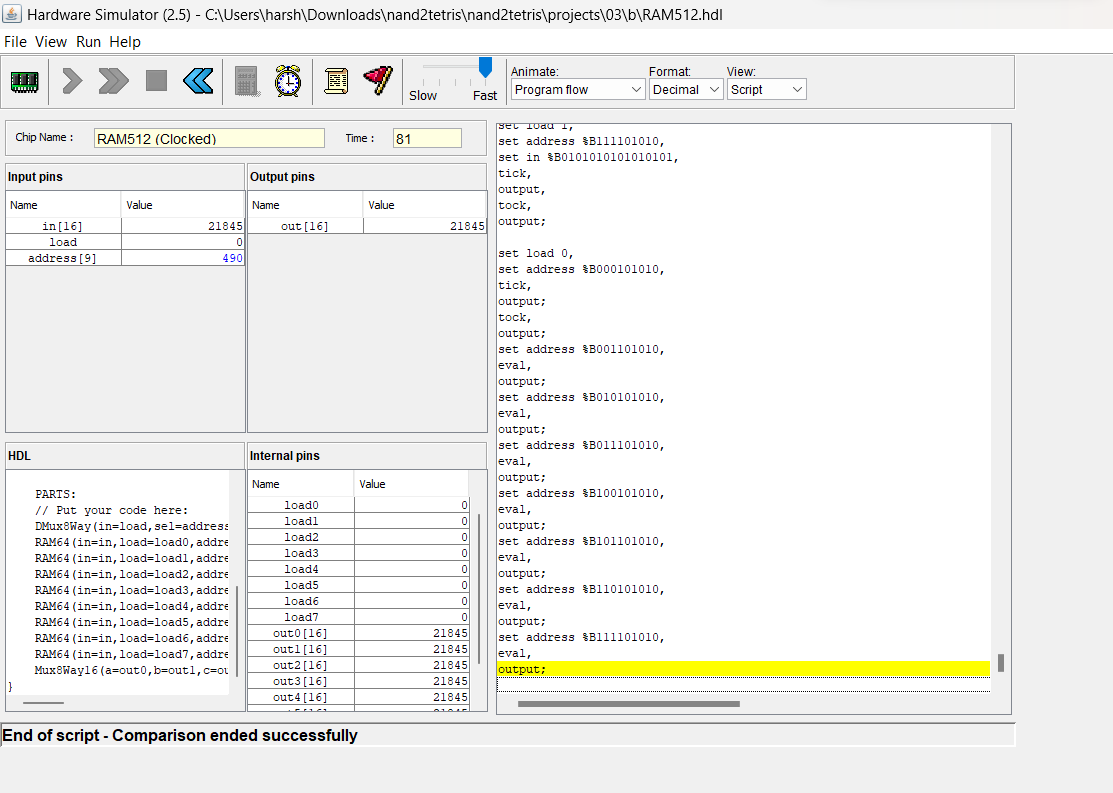 Hardware Simulator (2.5) - C:\Users\harsh\Downloads\nand2tetris\nand2tetris\projects\03\b\RAM512.hdl
File View Run Help
Slow Fast
Animate: Format: View:
Program flow Decimal Script
Chip Name : RAM512 (Clocked) Time : 81
Input pins
Name Value
in[16] 21845
load 0
address[9] 490
Output pins
Name Value
out[16] 21845
HDL
PARTS:
// Put your code here:
DMux8Way(in=load,sel=address
RAM64(in=in,load=load0,addre
RAM64(in=in,load=load1,addre
RAM64(in=in,load=load2,addre
RAM64(in=in,load=load3,addre
RAM64(in=in,load=load4,addre
RAM64(in=in,load=load5,addre
RAM64(in=in,load=load6,addre
RAM64(in=in,load=load7,addre
Mux8Way16(a=out0,b=out1,c=ou
}
Internal pins
Name Value
load0 0
load1 0
load2 0
load3 0
load4 0
load5 0
load6 0
load7 0
out0[16] 21845
out1[16] 21845
out2[16] 21845
out3[16] 21845
out4[16] 21845
set load 1,
set address %B111101010,
set in %B0101010101010101,
tick,
output,
tock,
output;
set load 0,
set address %B000101010,
tick,
output;
tock,
output;
set address %B001101010,
eval,
output;
set address %B010101010,
eval,
output;
set address %B011101010,
eval,
output;
set address %B100101010,
eval,
output;
set address %B101101010,
eval,
output;
set address %B110101010,
eval,
output;
set address %B111101010,
eval,
output;
End of script - Comparison ended successfully